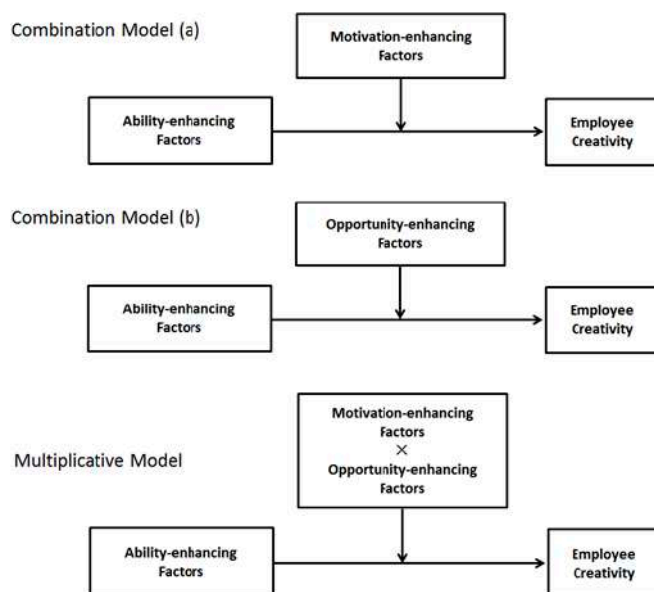 Combination Model (a)
Motivation-enhancing
Factors
Ability-enhancing
Factors
Employee
Creativity
Combination Model (b)
Opportunity-enhancing
Factors
Ability-enhancing
Factors
Employee
Creativity
Multiplicative Model
Motivation-enhancing
Factors
×
Opportunity-enhancing
Factors
Ability-enhancing
Factors
Employee
Creativity